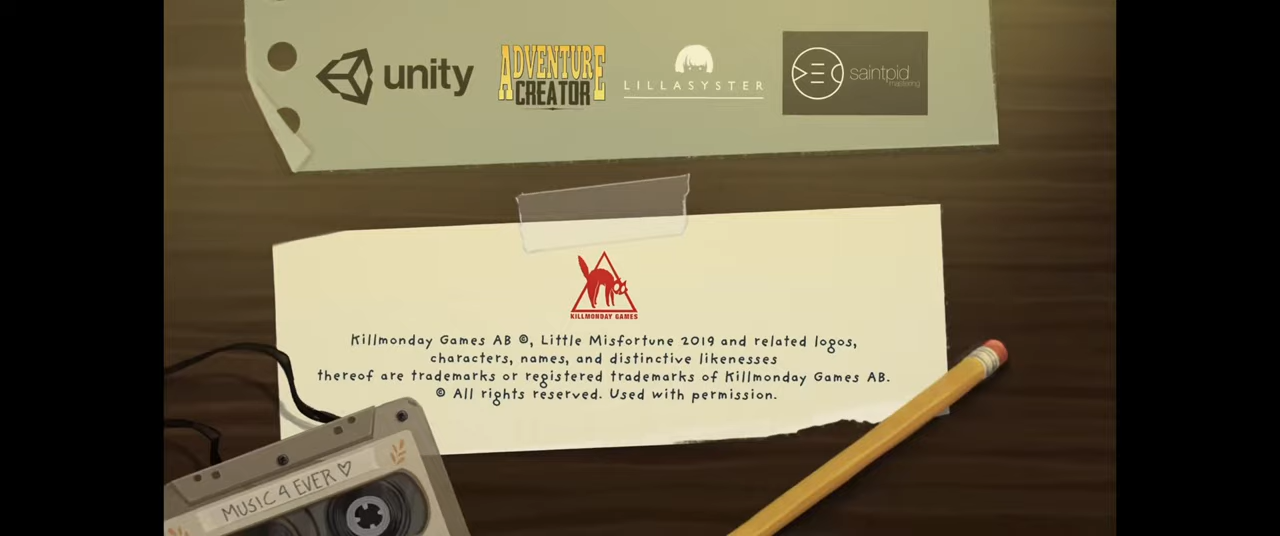 unity
ADVENTURE
CREATOR
LILLASYSTER
saintpid
mastering
KILLMONDAY GAMES
Killmonday Games AB ©, Little Misfortune 2019 and related logos,
characters, names, and distinctive likenesses
thereof are trademarks or registered trademarks of Killmonday Games AB.
© All rights reserved. Used with permission.
MUSIC 4 EVER ♡